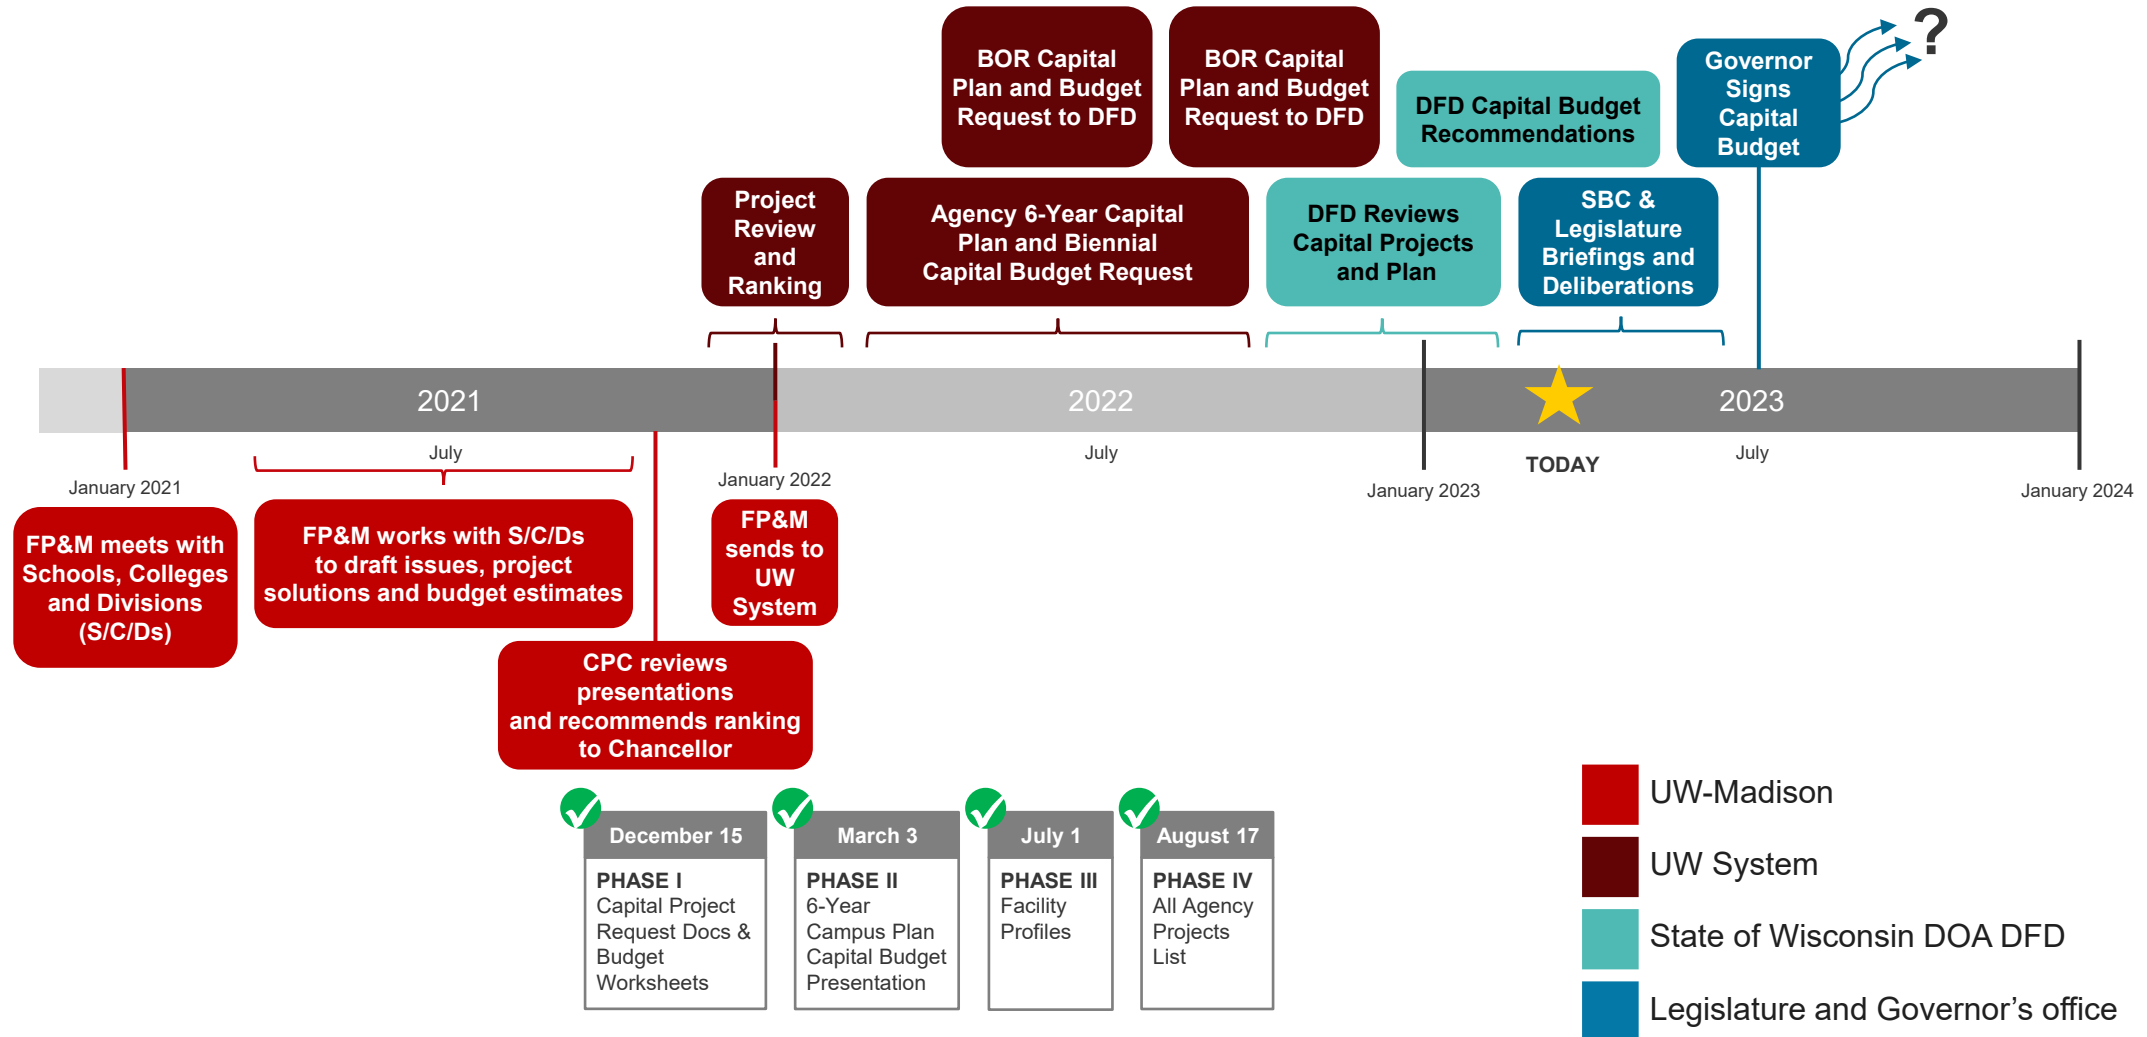 BOR Capital
Plan and Budget
Request to DFD
BOR Capital
Plan and Budget
Request to DFD
DFD Capital Budget
Recommendations
Governor
Signs
Capital
Budget
?
Project
Review
and
Ranking
Agency 6-Year Capital
Plan and Biennial
Capital Budget Request
DFD Reviews
Capital Projects
and Plan
SBC &
Legislature
Briefings and
Deliberations
2021
2022
2023
July
July
July
TODAY
January 2021
January 2022
January 2023
January 2024
FP&M meets with
Schools, Colleges
and Divisions
(S/C/Ds)
FP&M works with S/C/Ds
to draft issues, project
solutions and budget estimates
FP&M
sends to
UW
System
CPC reviews
presentations
and recommends ranking
to Chancellor
December 15
PHASE I
Capital Project
Request Docs &
Budget
Worksheets
March 3
PHASE II
6-Year
Campus Plan
Capital Budget
Presentation
July 1
PHASE III
Facility
Profiles
August 17
PHASE IV
All Agency
Projects
List
UW-Madison
UW System
State of Wisconsin DOA DFD
Legislature and Governor’s office